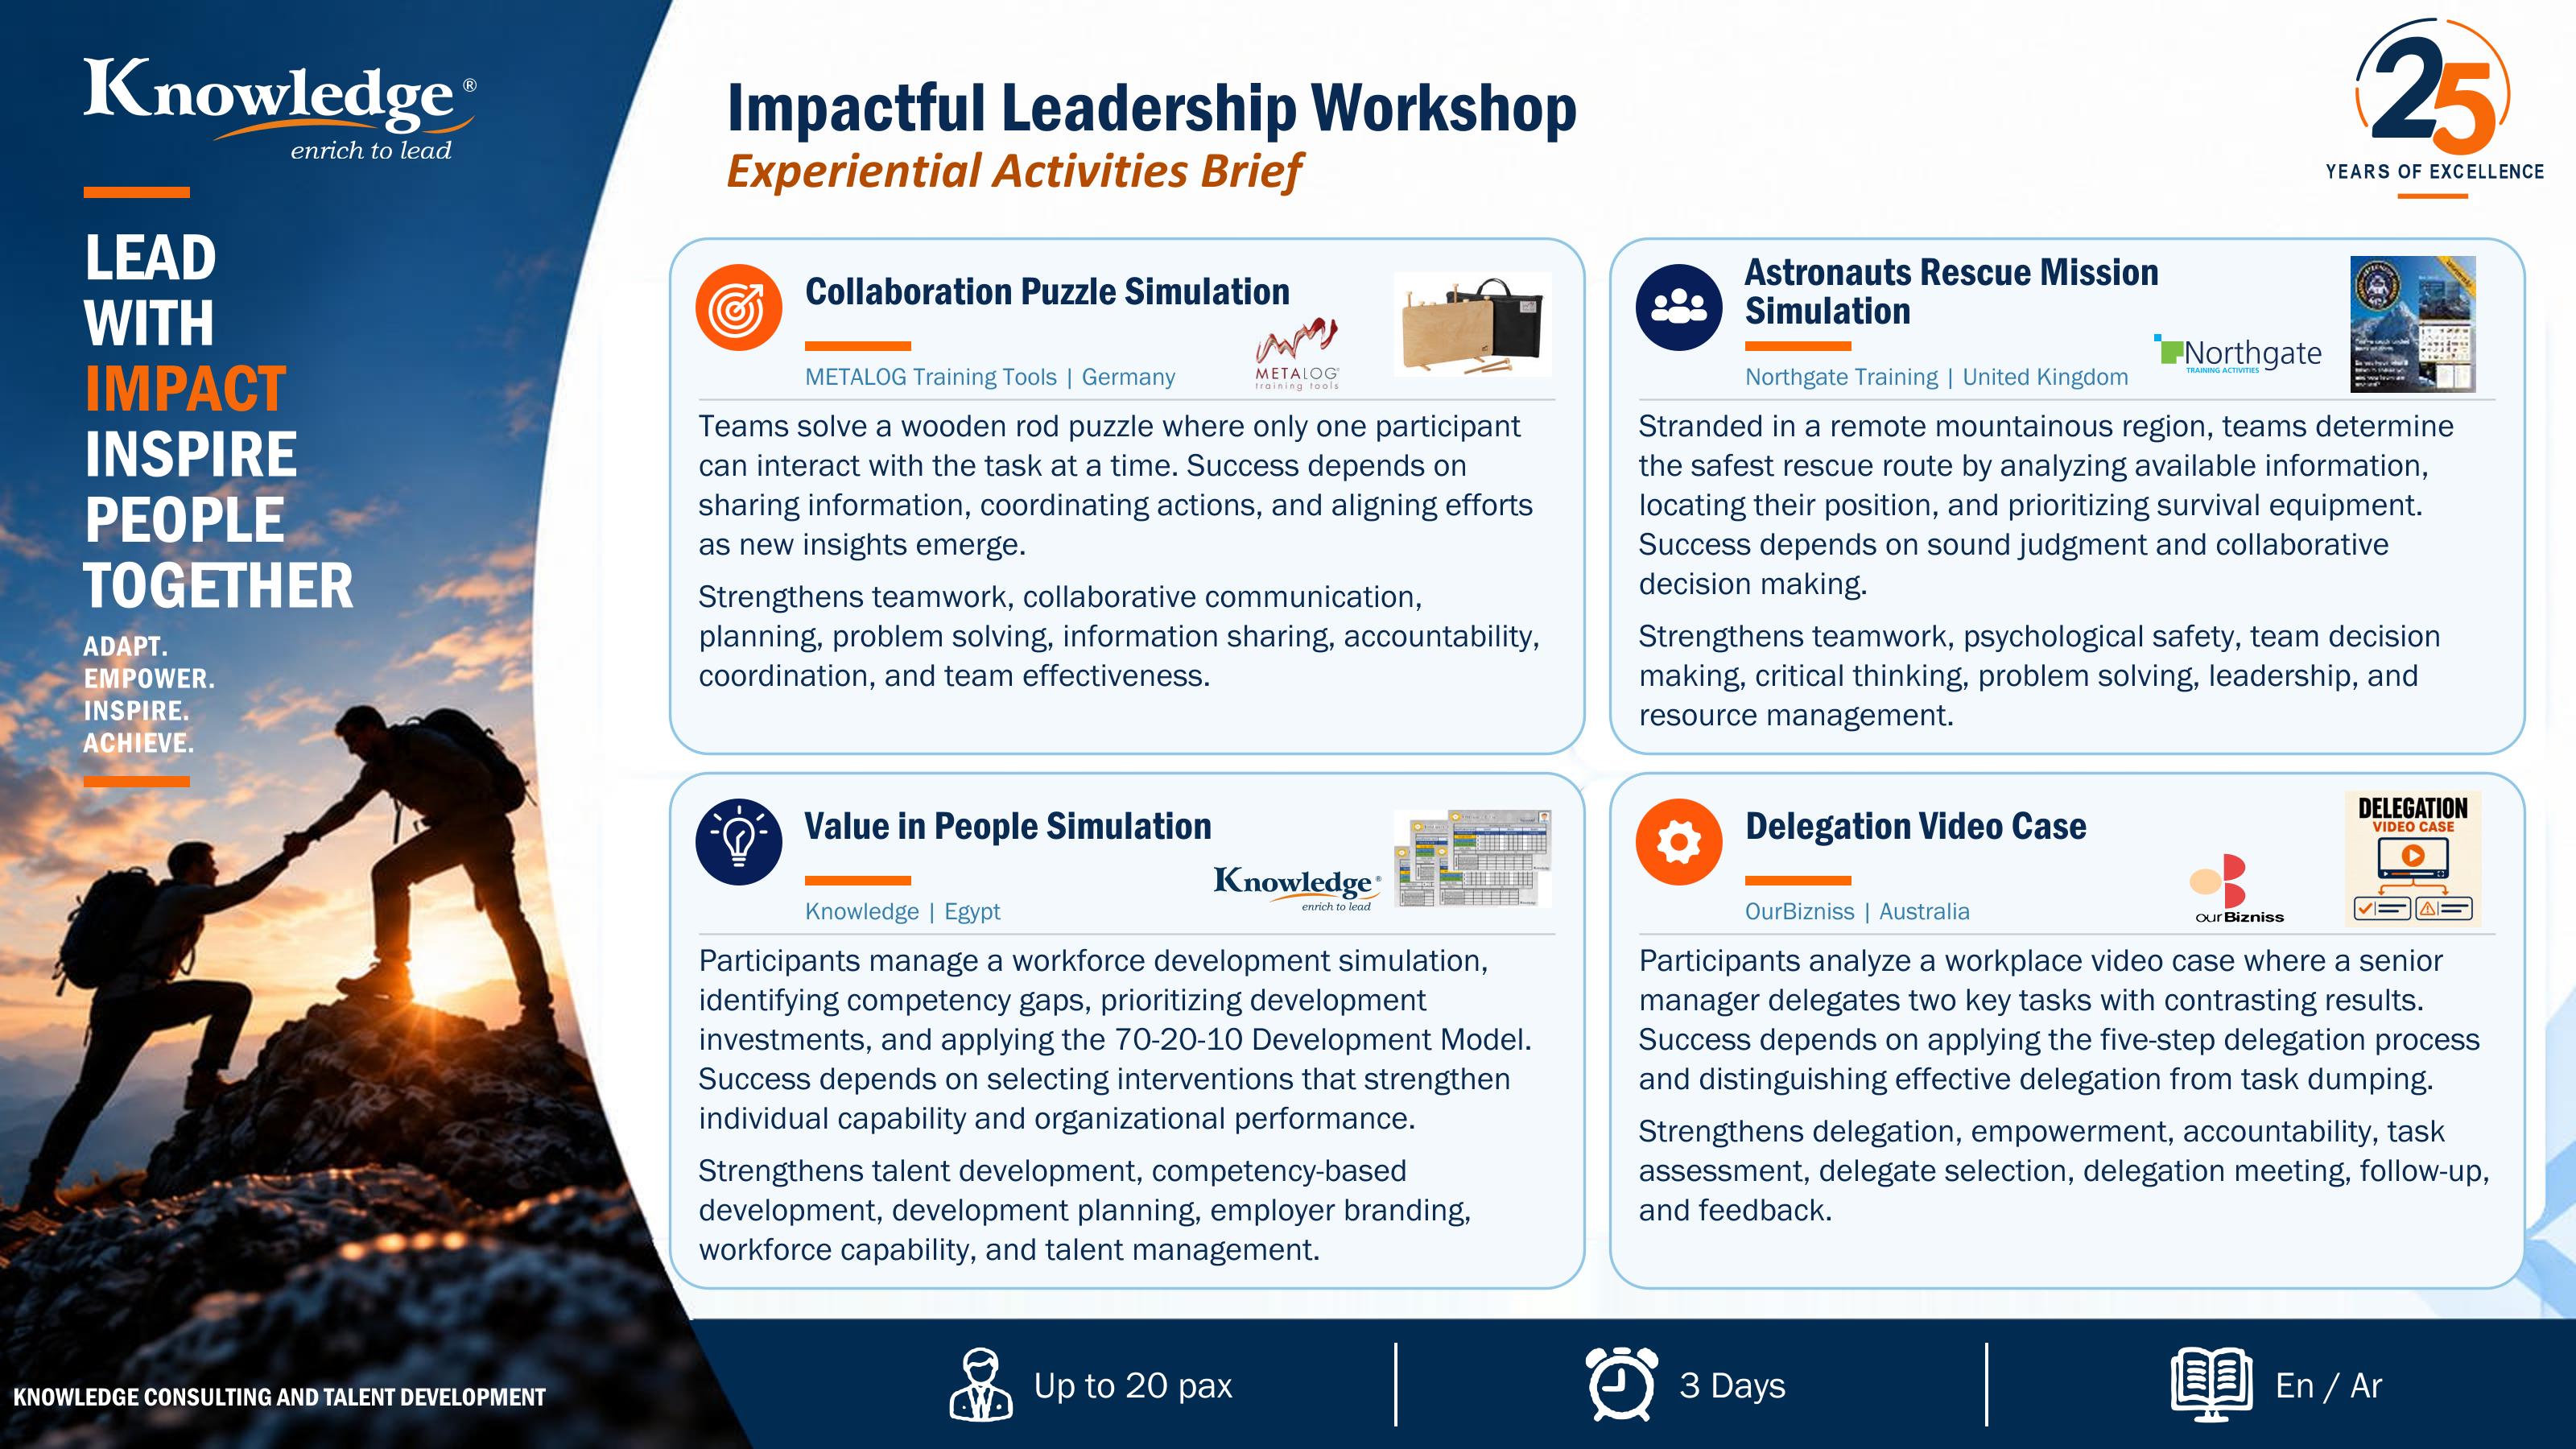 Knowledge®
enrich to lead
LEAD
WITH
IMPACT
INSPIRE
PEOPLE
TOGETHER
ADAPT.
EMPOWER.
INSPIRE.
ACHIEVE.
KNOWLEDGE CONSULTING AND TALENT DEVELOPMENT
Impactful Leadership Workshop
Experiential Activities Brief
25
YEARS OF EXCELLENCE
Collaboration Puzzle Simulation
METALOG Training Tools | Germany
METALOG®
training tools
Teams solve a wooden rod puzzle where only one participant
can interact with the task at a time. Success depends on
sharing information, coordinating actions, and aligning efforts
as new insights emerge.
Strengthens teamwork, collaborative communication,
planning, problem solving, information sharing, accountability,
coordination, and team effectiveness.
Astronauts Rescue Mission
Simulation
Northgate Training | United Kingdom
Northgate
TRAINING ACTIVITIES
Stranded in a remote mountainous region, teams determine
the safest rescue route by analyzing available information,
locating their position, and prioritizing survival equipment.
Success depends on sound judgment and collaborative
decision making.
Strengthens teamwork, psychological safety, team decision
making, critical thinking, problem solving, leadership, and
resource management.
Value in People Simulation
Knowledge | Egypt
Knowledge®
enrich to lead
Participants manage a workforce development simulation,
identifying competency gaps, prioritizing development
investments, and applying the 70-20-10 Development Model.
Success depends on selecting interventions that strengthen
individual capability and organizational performance.
Strengthens talent development, competency-based
development, development planning, employer branding,
workforce capability, and talent management.
Delegation Video Case
OurBizniss | Australia
ourBizniss
DELEGATION
VIDEO CASE
Participants analyze a workplace video case where a senior
manager delegates two key tasks with contrasting results.
Success depends on applying the five-step delegation process
and distinguishing effective delegation from task dumping.
Strengthens delegation, empowerment, accountability, task
assessment, delegate selection, delegation meeting, follow-up,
and feedback.
Up to 20 pax
3 Days
En / Ar